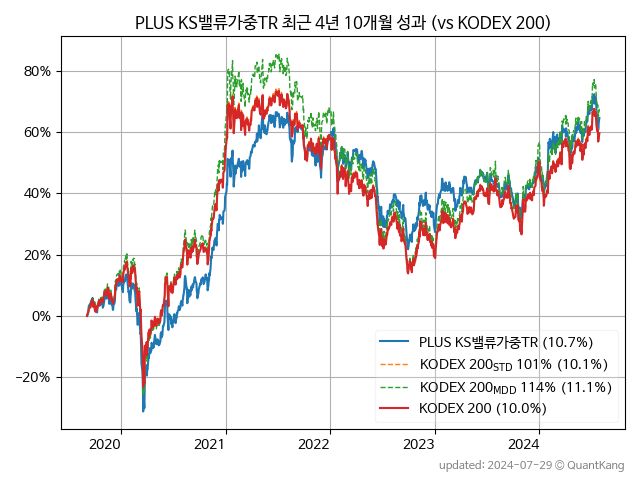 PLUS KS밸류가중TR 최근 4년 10개월 성과 (vs KODEX 200)
80%
60%
40%
20%
0%
−20%
PLUS KS밸류가중TR (10.7%)
KODEX 200STD 101% (10.1%)
KODEX 200MDD 114% (11.1%)
KODEX 200 (10.0%)
2020 2021 2022 2023 2024
updated: 2024-07-29 © QuantKang